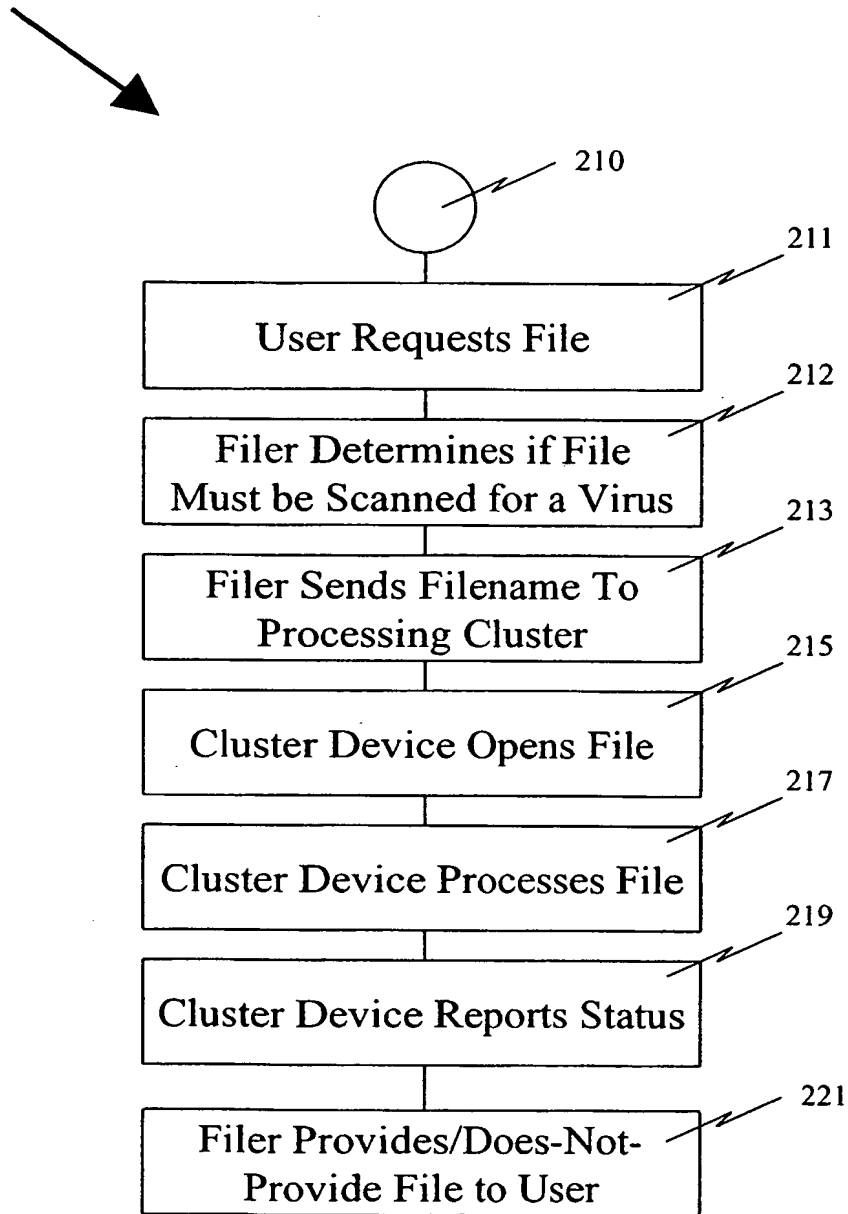 210
211
User Requests File
212
Filer Determines if File
Must be Scanned for a Virus
213
Filer Sends Filename To
Processing Cluster
215
Cluster Device Opens File
217
Cluster Device Processes File
219
Cluster Device Reports Status
221
Filer Provides/Does-Not-
Provide File to User